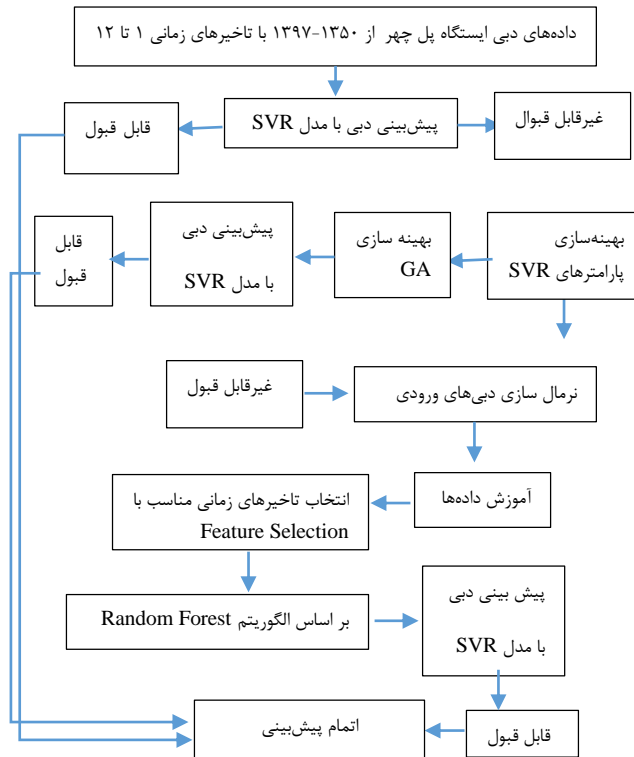 داده‌های دبی ایستگاه پل چهر از ۱۳۵۰-۱۳۹۷ با تاخیرهای زمانی ۱ تا ۱۲
غیرقابل قبوال
پیش‌بینی دبی با مدل SVR
قابل قبول
بهینه‌سازی
پارامترهای SVR
بهینه سازی
GA
پیش‌بینی دبی
با مدل SVR
قابل
قبول
غیرقابل قبول
نرمال سازی دبی‌های ورودی
آموزش داده‌ها
انتخاب تاخیرهای زمانی مناسب با
Feature Selection
بر اساس الگوریتم Random Forest
پیش بینی دبی
با مدل SVR
قابل قبول
اتمام پیش‌بینی